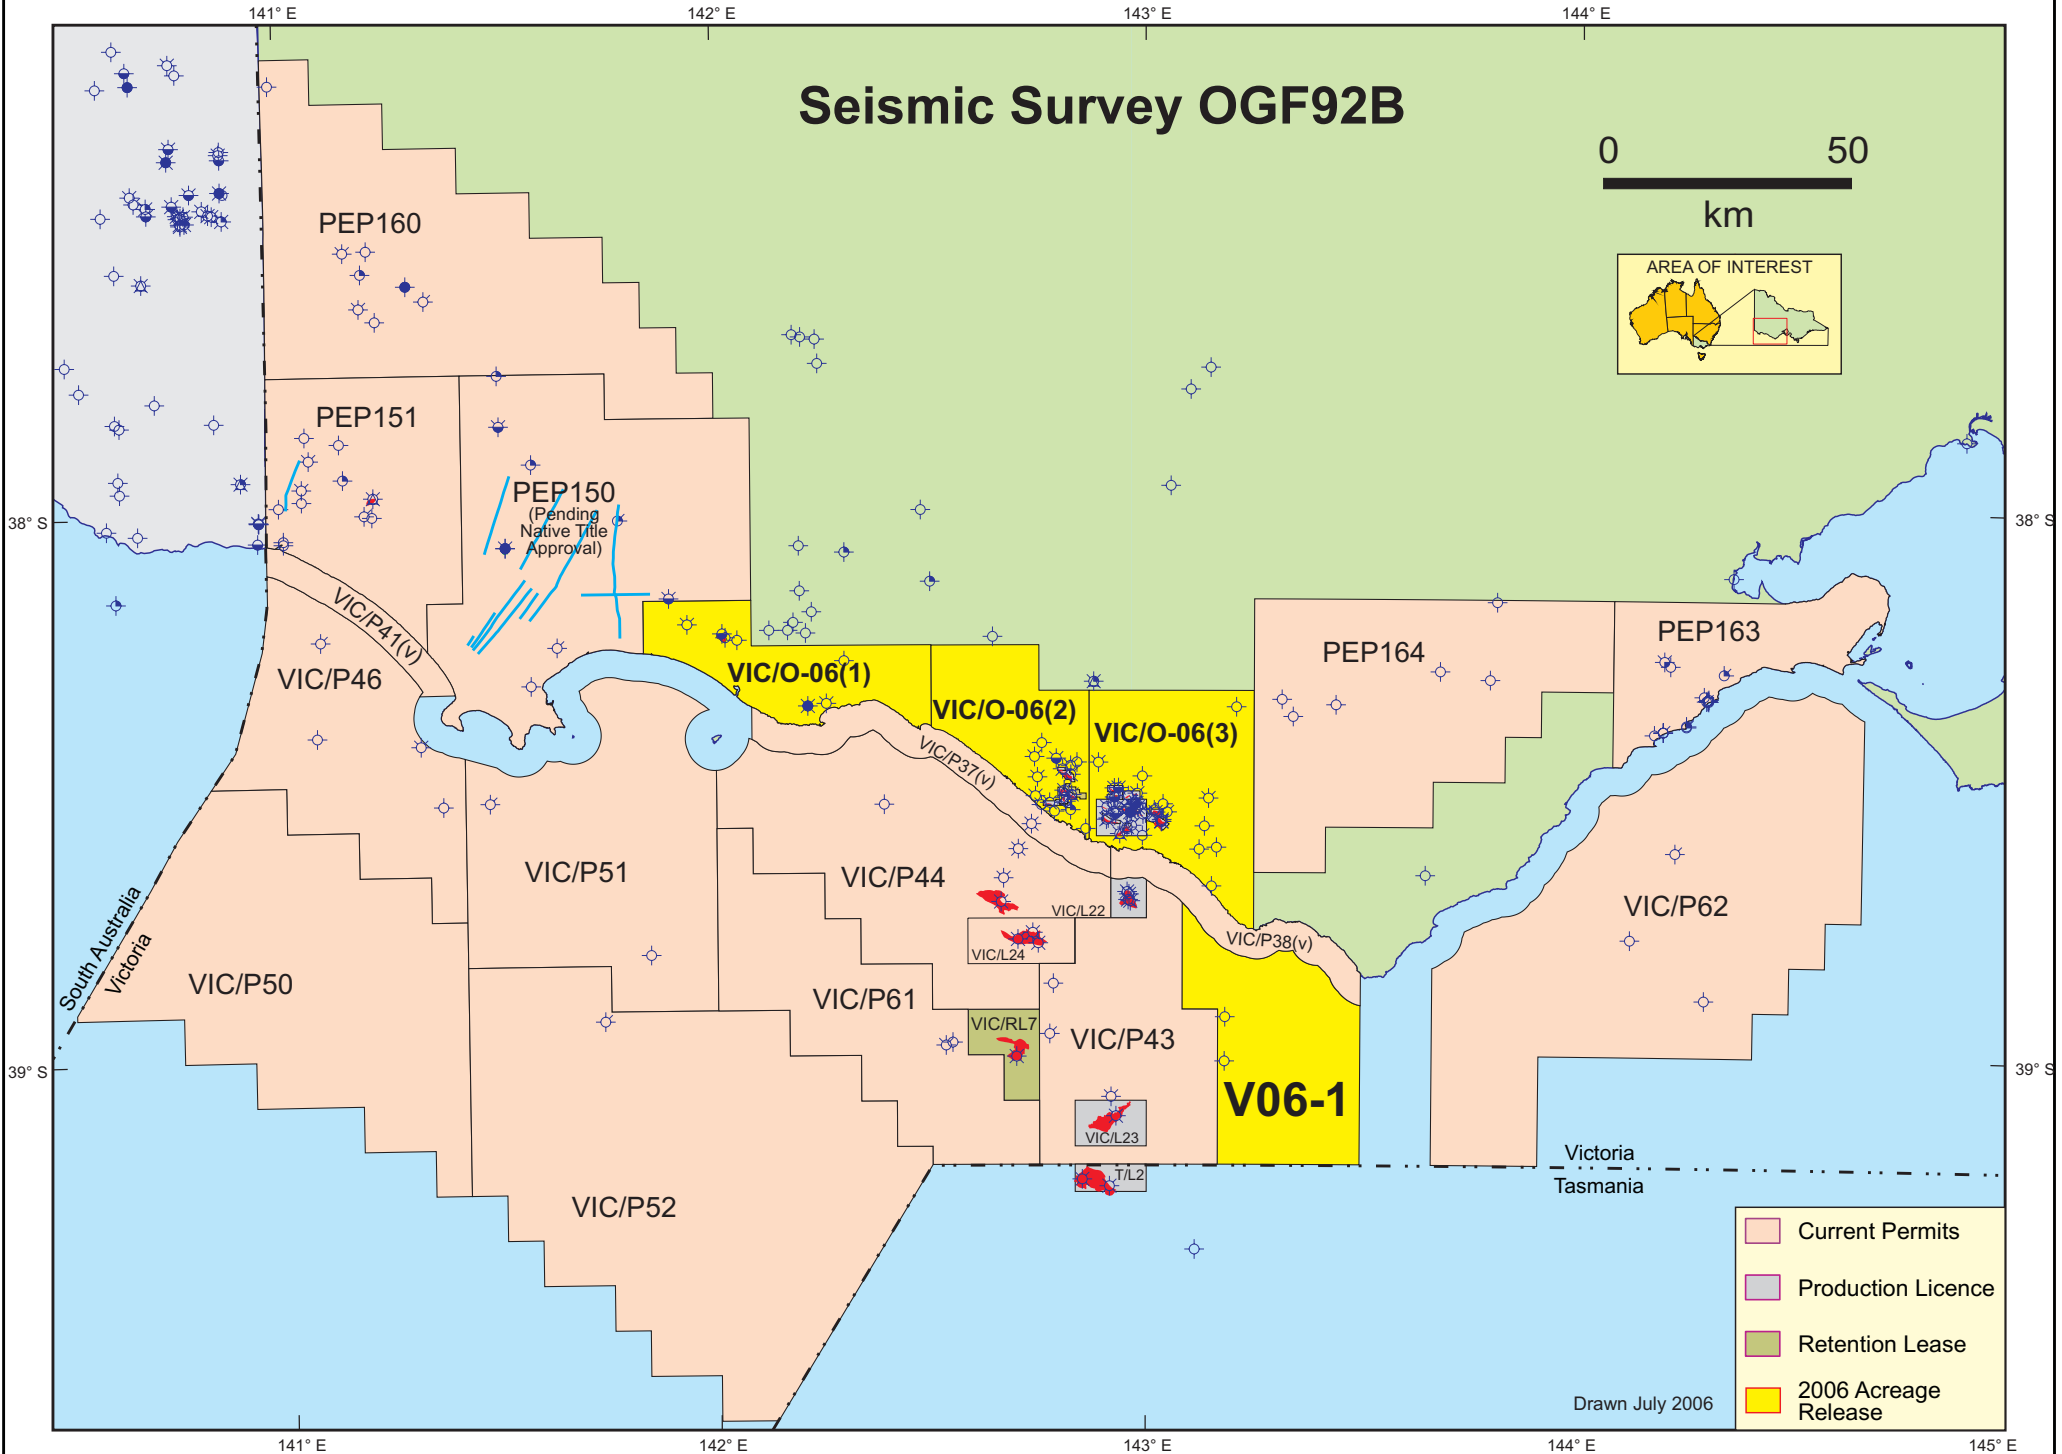 141° E
142° E
143° E
144° E
Seismic Survey OGF92B
0 50
km
AREA OF INTEREST
PEP160
PEP151
PEP150
(Pending
Native Title
Approval)
38° S
38° S
VIC/P41(v)
VIC/P46
VIC/O-06(1)
VIC/O-06(2)
VIC/O-06(3)
PEP164
PEP163
VIC/P37(v)
VIC/P51
VIC/P44
VIC/L22
VIC/P62
VIC/P38(v)
VIC/L24
South Australia
Victoria
VIC/P50
VIC/P61
VIC/RL7
VIC/P43
39° S
39° S
V06-1
VIC/L23
T/L2
Victoria
Tasmania
VIC/P52
Current Permits
Production Licence
Retention Lease
2006 Acreage
Release
Drawn July 2006
141° E
142° E
143° E
144° E
145° E